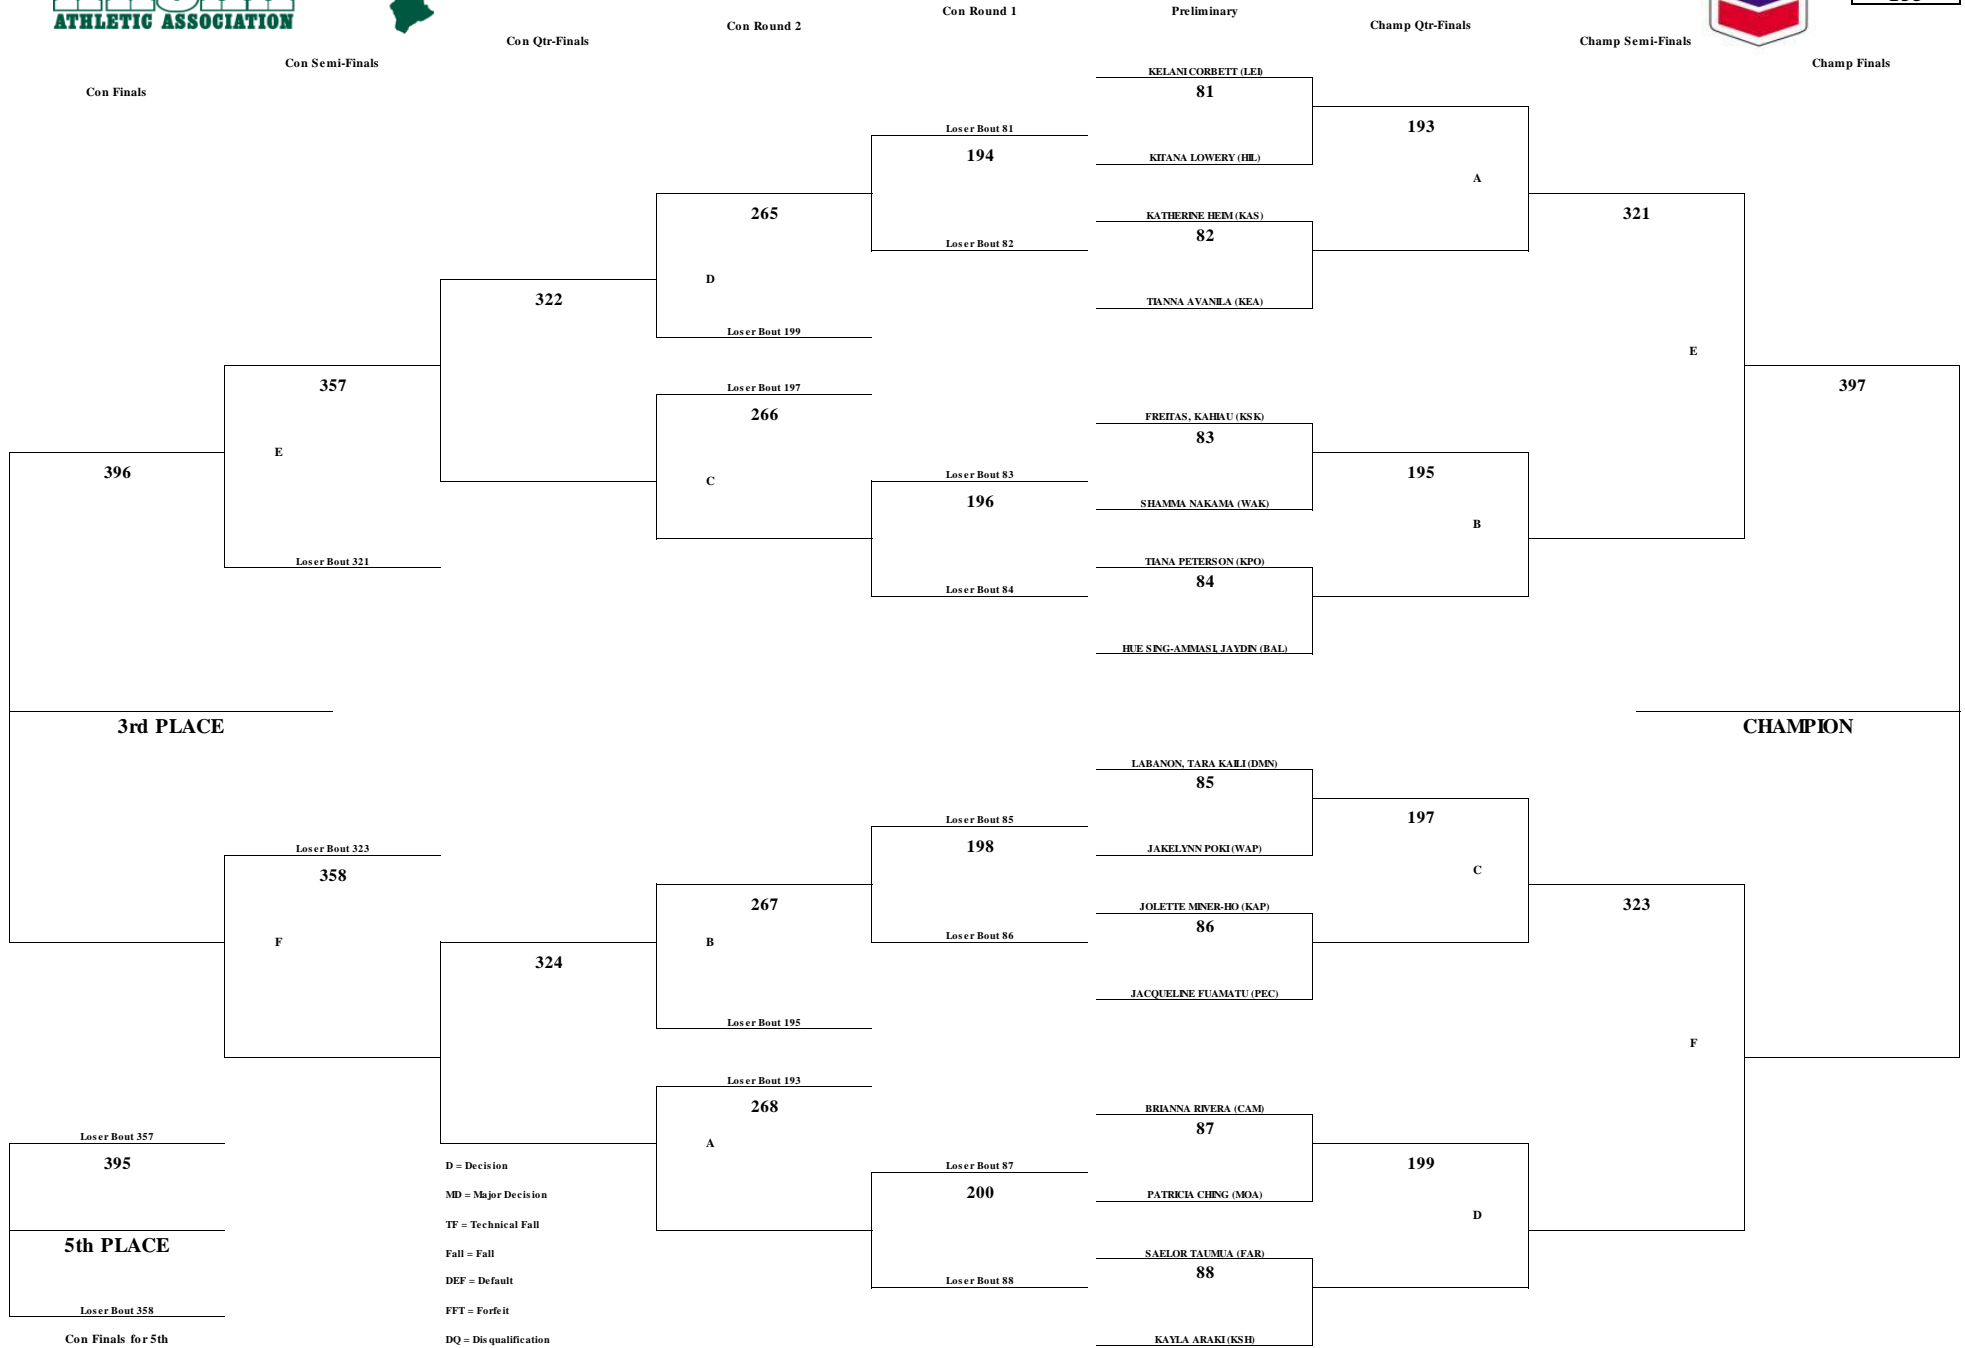 ATHLETIC ASSOCIATION
Con Finals
Con Semi-Finals
Con Qtr-Finals
Con Round 2
Con Round 1
Preliminary
Champ Qtr-Finals
Champ Semi-Finals
Champ Finals
KELANI CORBETT (LEI)
81
KITANA LOWERY (HIL)
KATHERINE HEIM (KAS)
82
TIANNA AVANILA (KEA)
FREITAS, KAHIAU (KSK)
83
SHAMMA NAKAMA (WAK)
TIANA PETERSON (KPO)
84
HUE SING-AMMASI, JAYDIN (BAL)
LABANON, TARA KAILI (DMN)
85
JAKELYNN POKI (WAP)
JOLETTE MINER-HO (KAP)
86
JACQUELINE FUAMATU (PEC)
BRIANNA RIVERA (CAM)
87
PATRICIA CHING (MOA)
SAELOR TAUMUA (FAR)
88
KAYLA ARAKI (KSH)
193
A
195
B
197
C
199
D
321
E
323
F
397
CHAMPION
Loser Bout 81
194
Loser Bout 82
Loser Bout 83
196
Loser Bout 84
Loser Bout 85
198
Loser Bout 86
Loser Bout 87
200
Loser Bout 88
265
D
Loser Bout 199
Loser Bout 197
266
C
267
B
Loser Bout 195
Loser Bout 193
268
A
322
324
357
E
Loser Bout 321
Loser Bout 323
358
F
396
3rd PLACE
Loser Bout 357
395
5th PLACE
Loser Bout 358
Con Finals for 5th
D = Decision
MD = Major Decision
TF = Technical Fall
Fall = Fall
DEF = Default
FFT = Forfeit
DQ = Disqualification